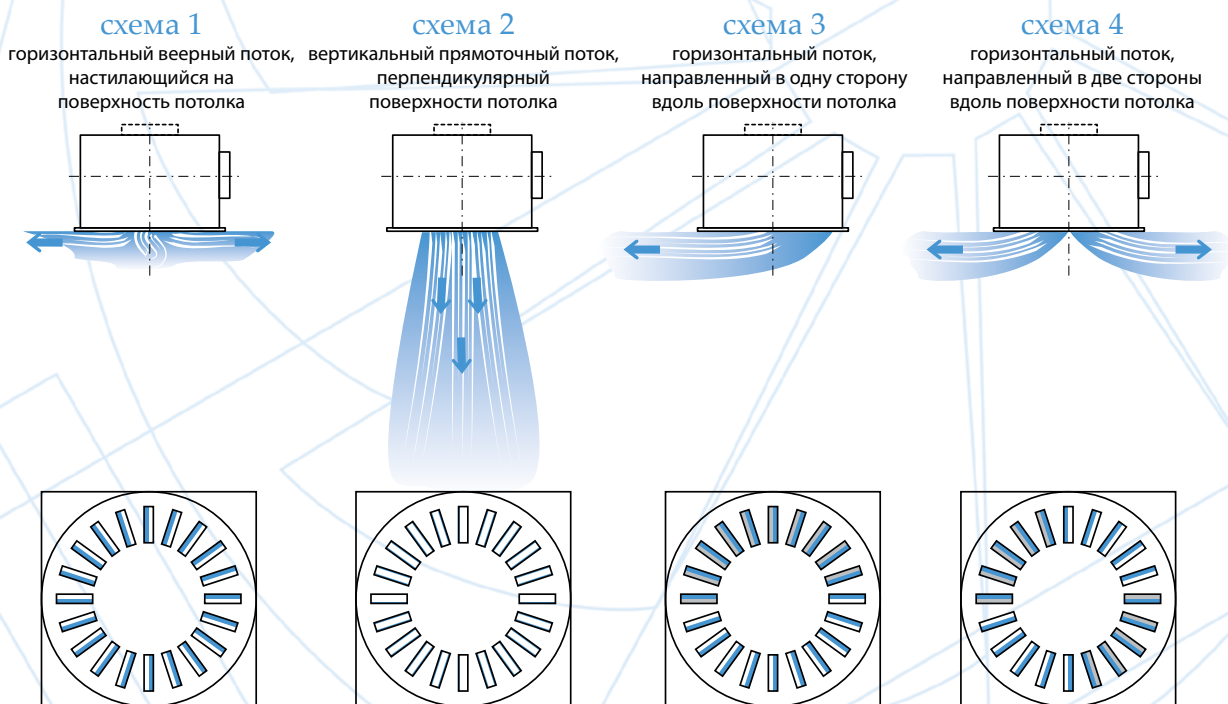 схема 1
горизонтальный веерный поток,
настилающийся на
поверхность потолка
схема 2
вертикальный прямоточный поток,
перпендикулярный
поверхности потолка
схема 3
горизонтальный поток,
направленный в одну сторону
вдоль поверхности потолка
схема 4
горизонтальный поток,
направленный в две стороны
вдоль поверхности потолка